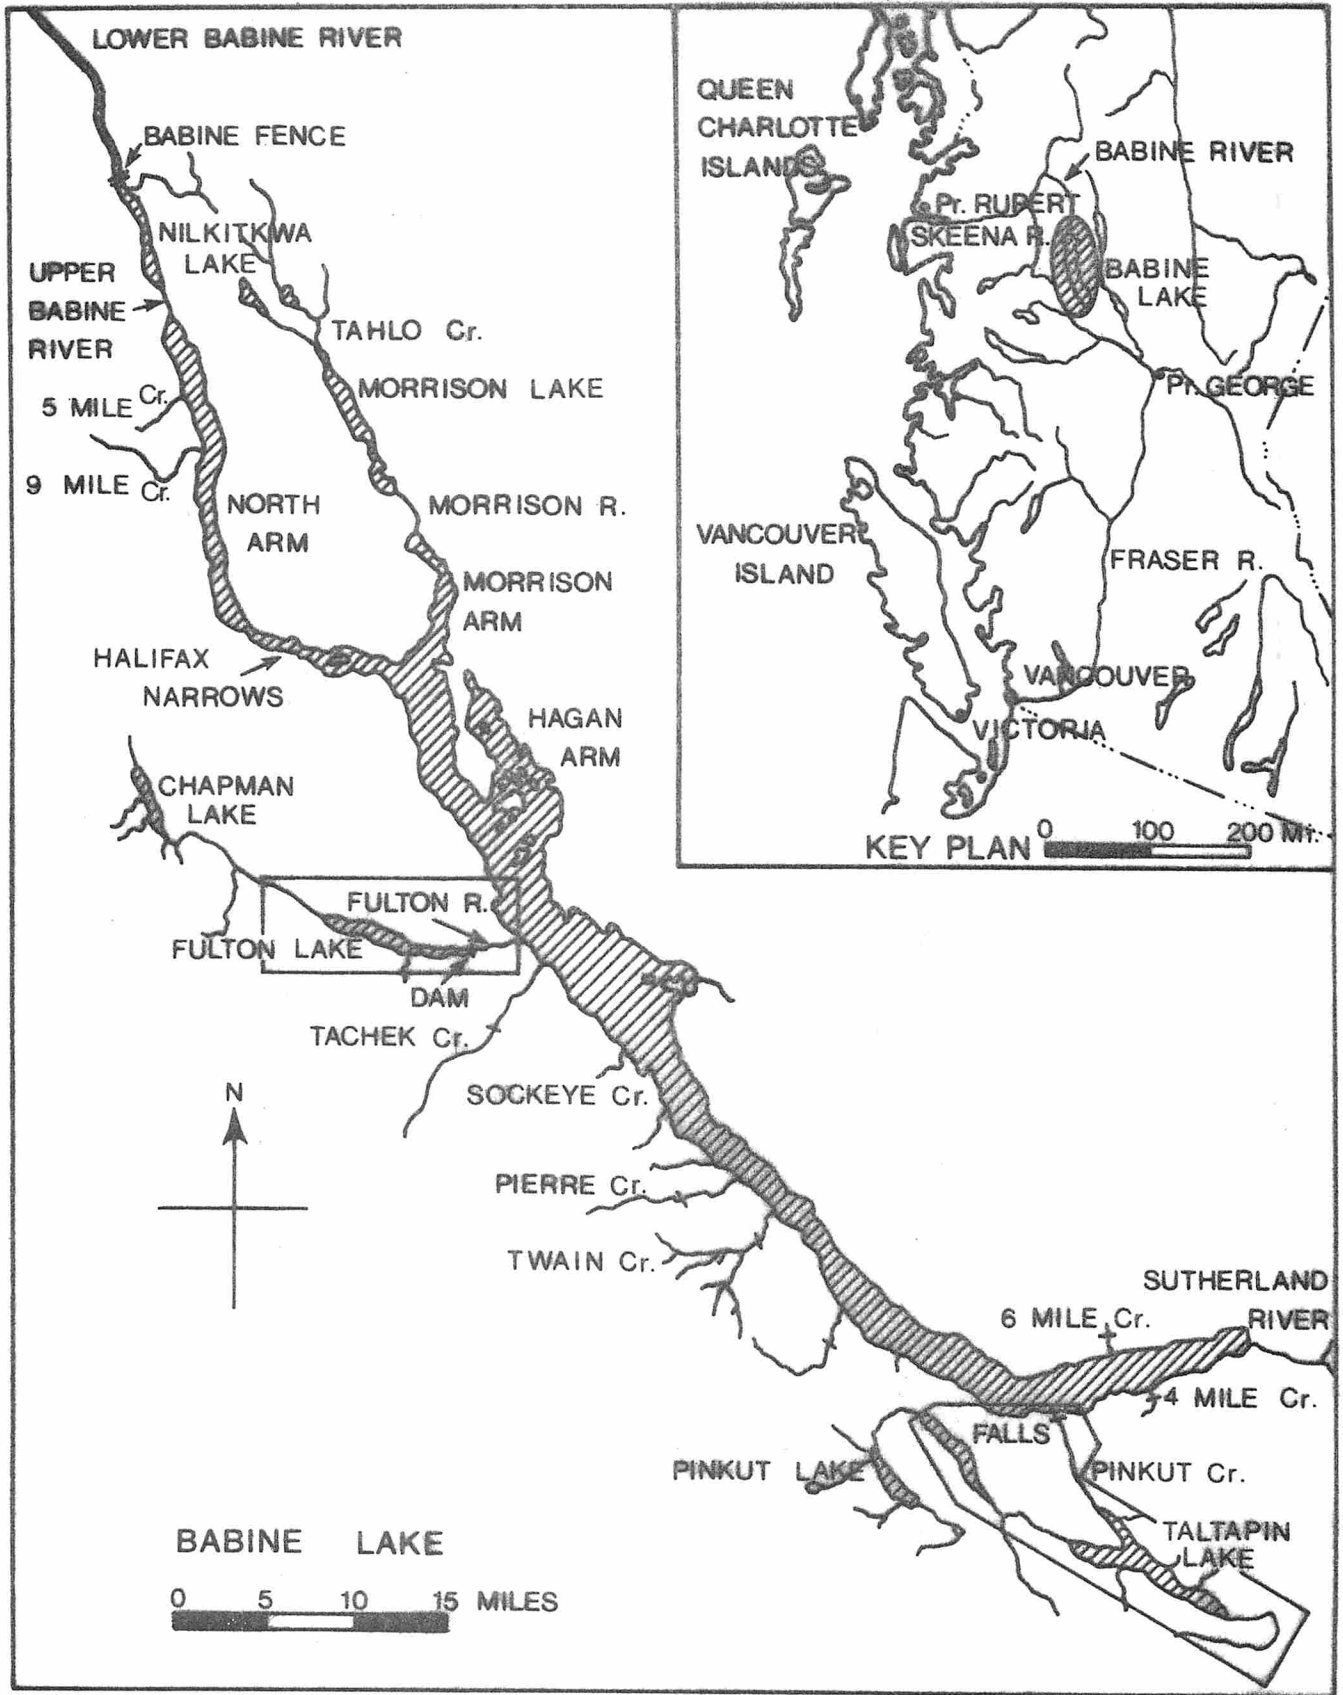 LOWER BABINE RIVER
BABINE FENCE
NILKITKWA
LAKE
UPPER
BABINE
RIVER
TAHLO Cr.
MORRISON LAKE
5 MILE Cr.
9 MILE Cr.
NORTH
ARM
MORRISON R.
MORRISON
ARM
HALIFAX
NARROWS
HAGAN
ARM
CHAPMAN
LAKE
FULTON R.
FULTON LAKE
DAM
TACHEK Cr.
SOCKEYE Cr.
N
PIERRE Cr.
TWAIN Cr.
SUTHERLAND
RIVER
6 MILE Cr.
4 MILE Cr.
FALLS
PINKUT LAKE
PINKUT Cr.
TALTAPIN
LAKE
BABINE LAKE
0 5 10 15 MILES
QUEEN
CHARLOTTE
ISLANDS
BABINE RIVER
Pr. RUPERT
SKEENA R.
BABINE
LAKE
Pr. GEORGE
VANCOUVER
ISLAND
FRASER R.
VANCOUVER
VICTORIA
KEY PLAN
0 100 200 Mi.